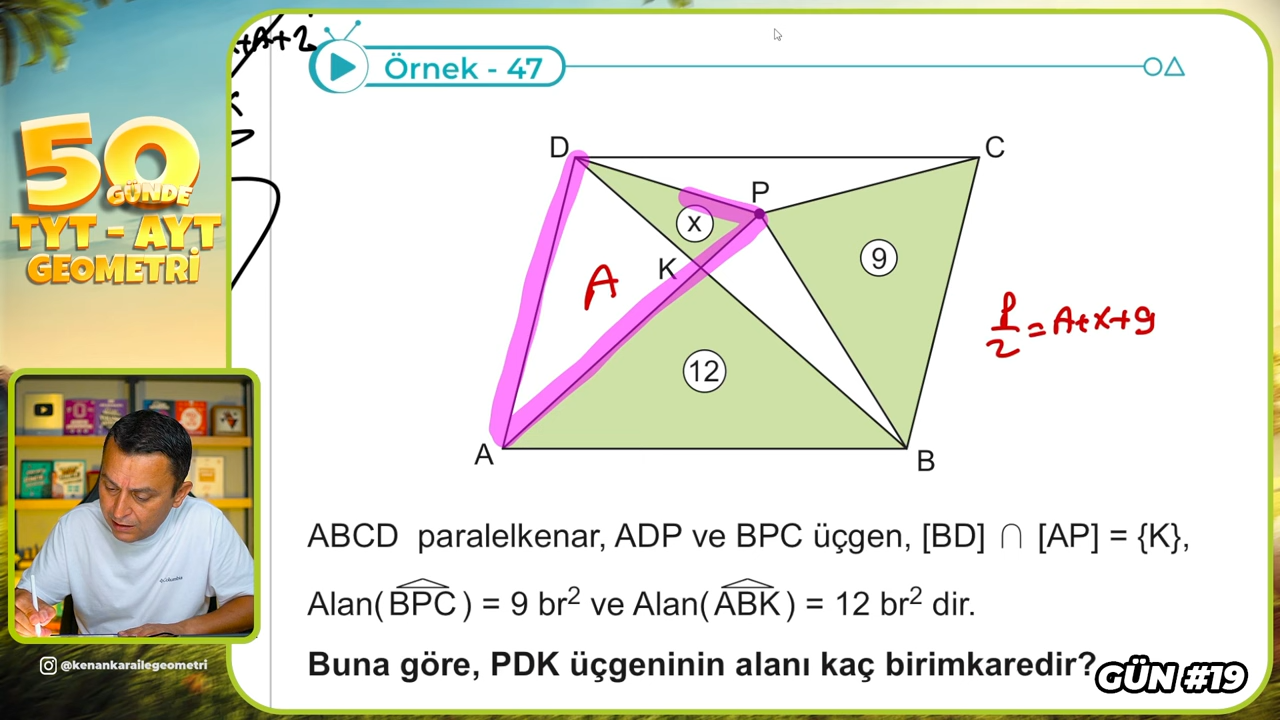 +A+2
Örnek - 47
50
GÜNDE
TYT - AYT
GEOMETRİ
D
C
P
x
K
A
9
12
P/2 = A+x+9
A
B
ABCD paralelkenar, ADP ve BPC üçgen, [BD] ∩ [AP] = {K},
Alan(BPC) = 9 br² ve Alan(ABK) = 12 br² dir.
Buna göre, PDK üçgeninin alanı kaç birimkaredir?
GÜN #19
@kenankarailegeometri